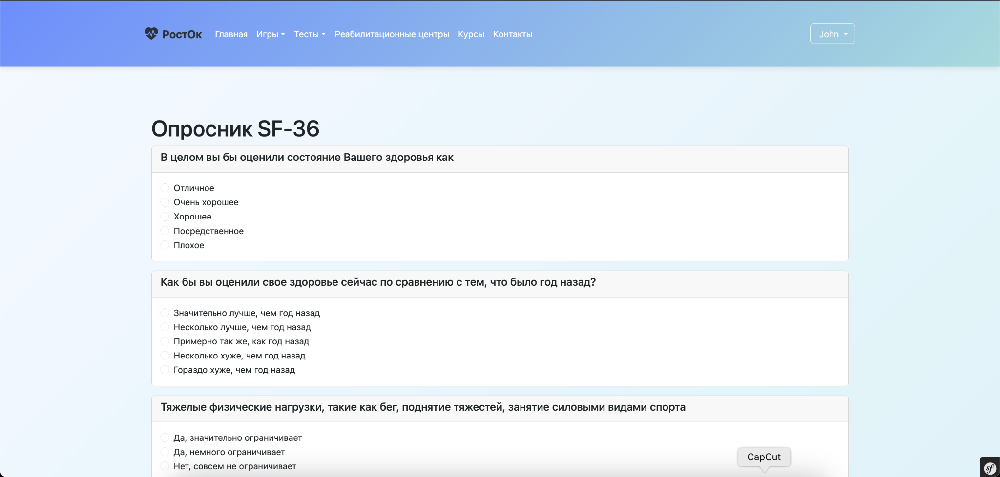 РостОк Главная Игры Тесты Реабилитационные центры Курсы Контакты John
Опросник SF-36
В целом вы бы оценили состояние Вашего здоровья как
Отличное
Очень хорошее
Хорошее
Посредственное
Плохое
Как бы вы оценили свое здоровье сейчас по сравнению с тем, что было год назад?
Значительно лучше, чем год назад
Несколько лучше, чем год назад
Примерно так же, как год назад
Несколько хуже, чем год назад
Гораздо хуже, чем год назад
Тяжелые физические нагрузки, такие как бег, поднятие тяжестей, занятие силовыми видами спорта
Да, значительно ограничивает
Да, немного ограничивает
Нет, совсем не ограничивает
CapCut
sf